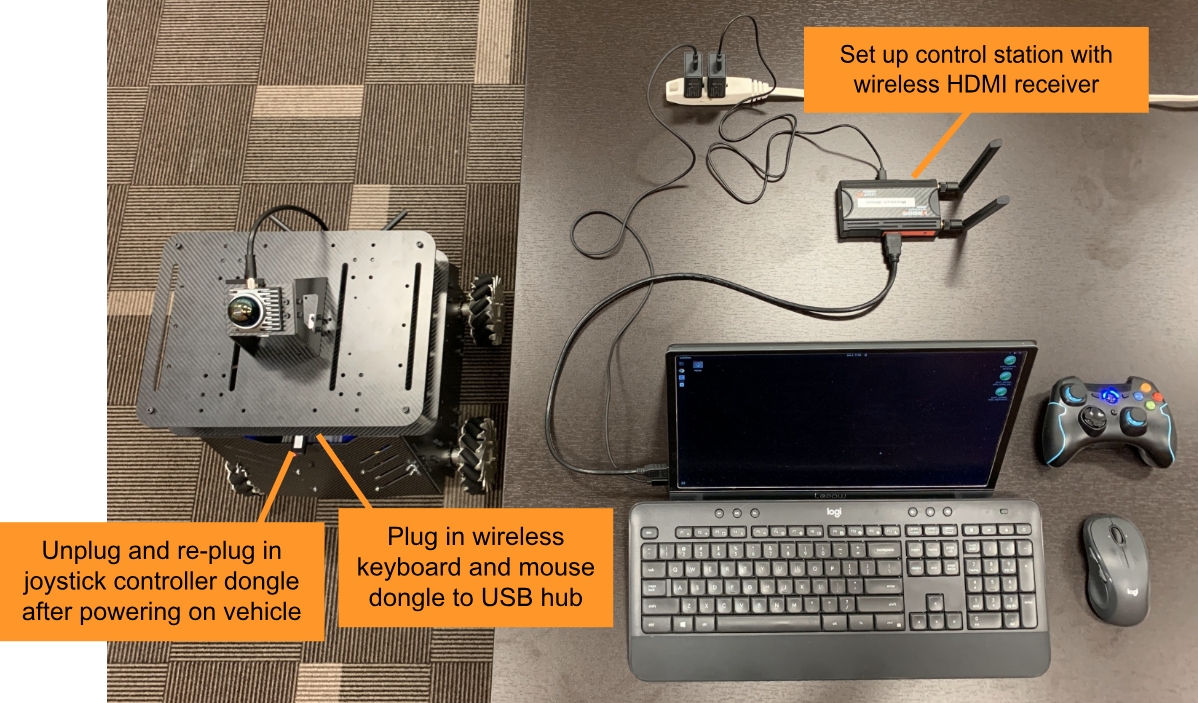 Set up control station with
wireless HDMI receiver
Unplug and re-plug in
joystick controller dongle
after powering on vehicle
Plug in wireless
keyboard and mouse
dongle to USB hub
logi